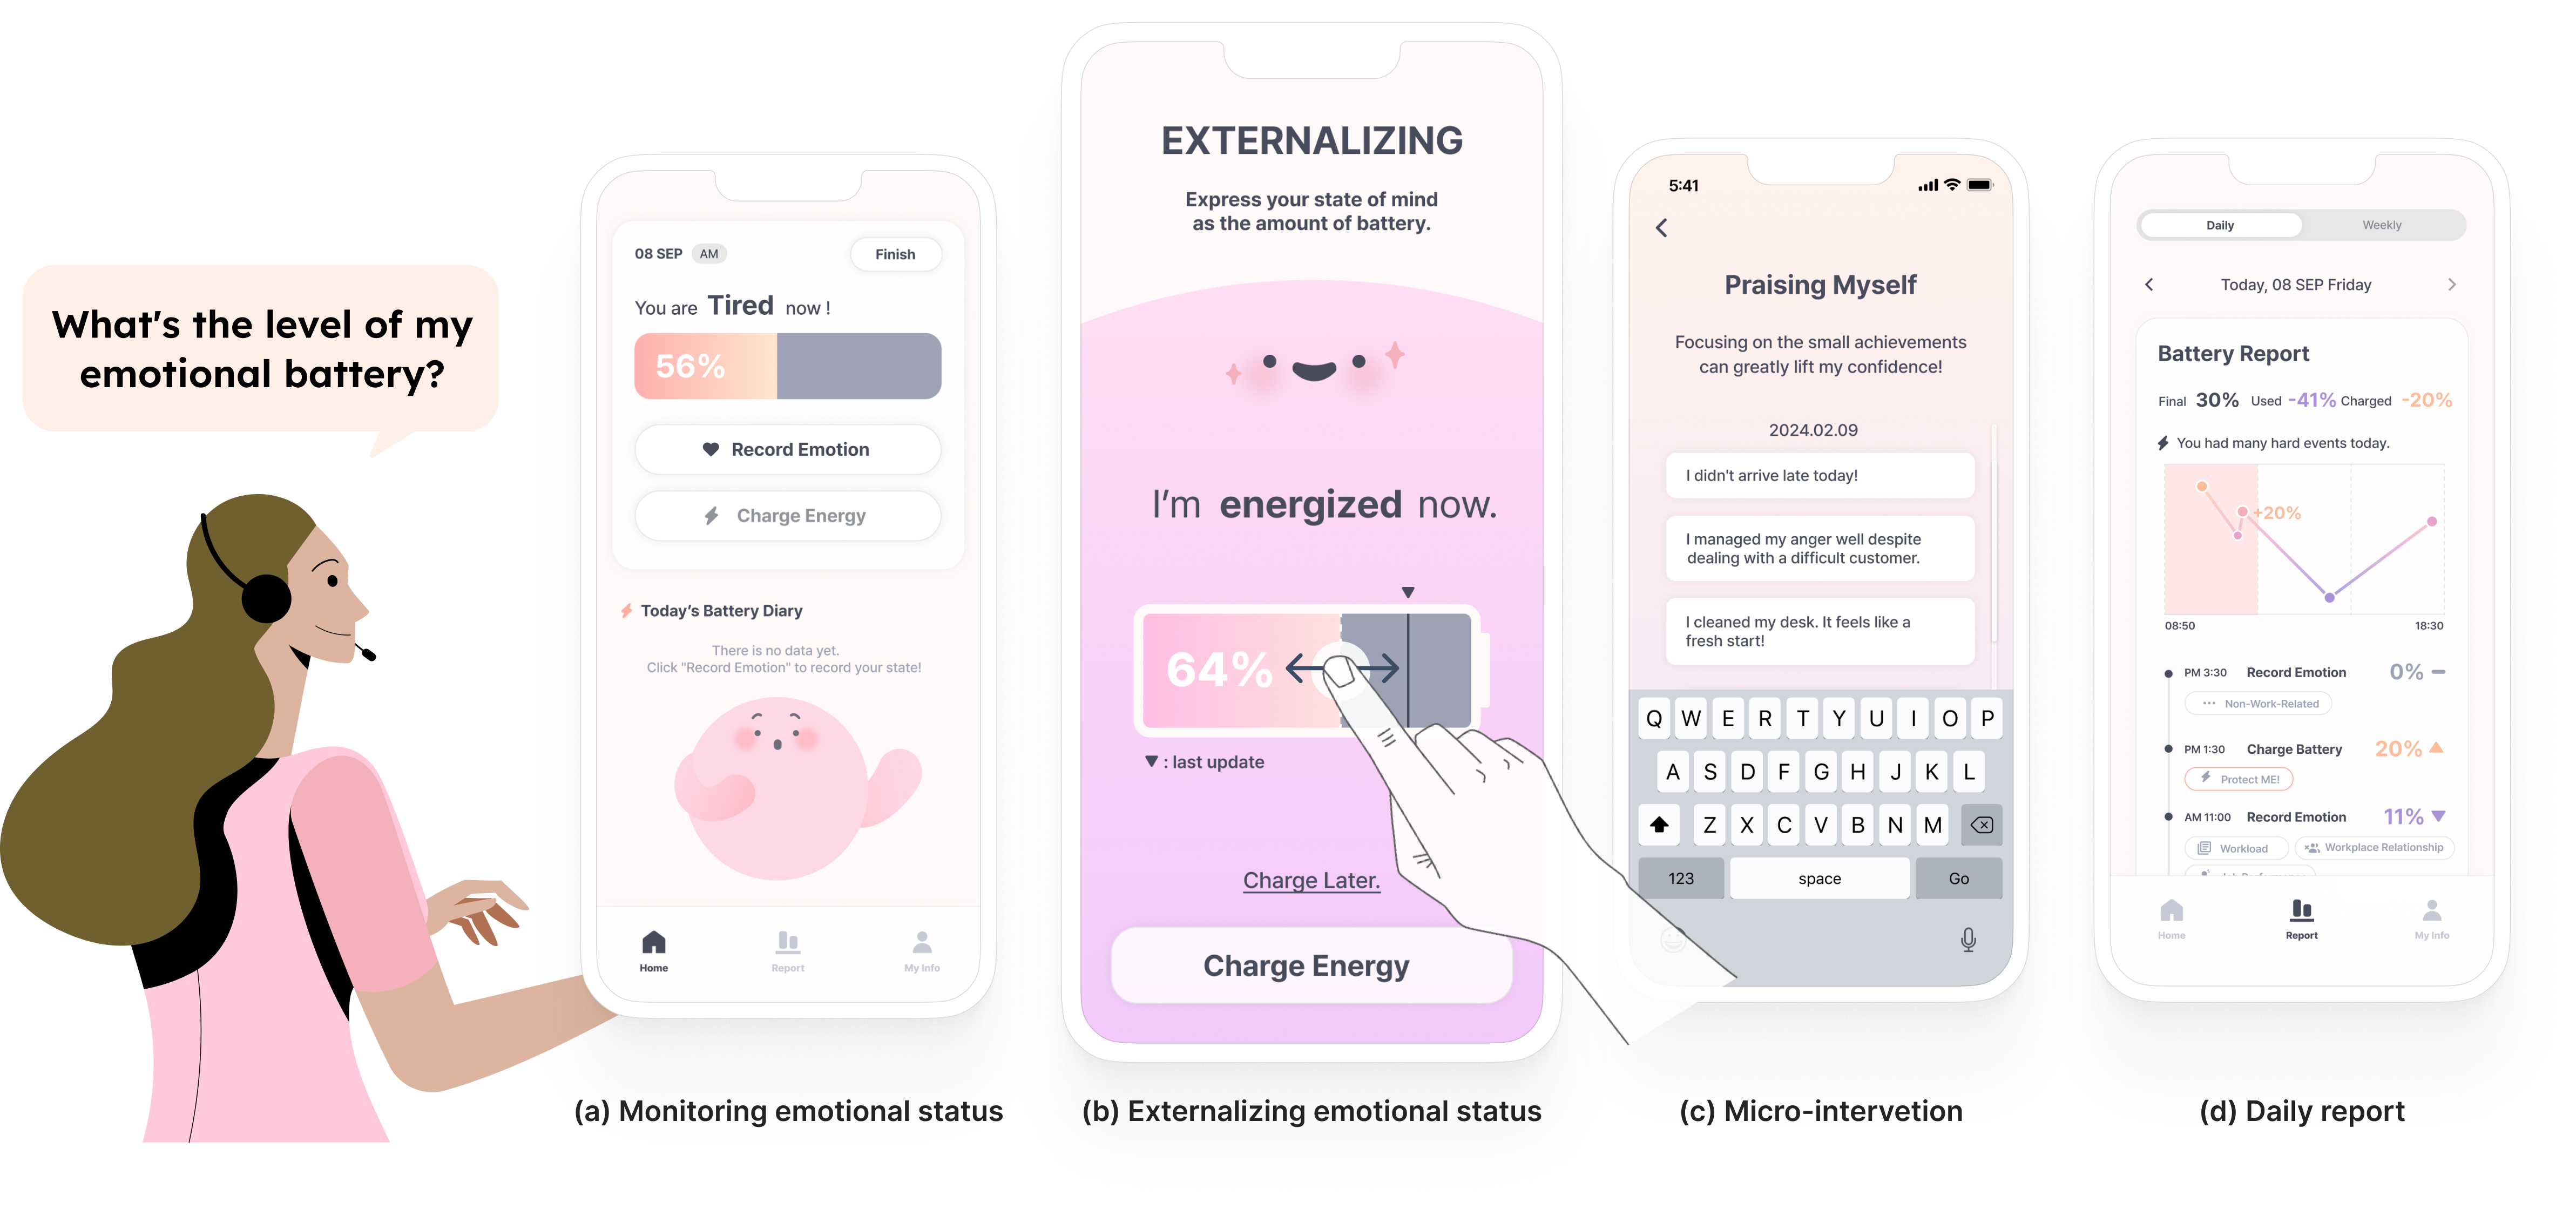 What's the level of my
emotional battery?
08 SEP AM Finish
You are Tired now !
56%
Record Emotion
Charge Energy
Today's Battery Diary
There is no data yet.
Click "Record Emotion" to record your state!
Home Report My Info
(a) Monitoring emotional status
EXTERNALIZING
Express your state of mind
as the amount of battery.
I'm energized now.
64%
▼ : last update
Charge Later.
Charge Energy
(b) Externalizing emotional status
5:41
Praising Myself
Focusing on the small achievements
can greatly lift my confidence!
2024.02.09
I didn't arrive late today!
I managed my anger well despite
dealing with a difficult customer.
I cleaned my desk. It feels like a
fresh start!
Q W E R T Y U I O P
A S D F G H J K L
Z X C V B N M
123 space Go
(c) Micro-intervetion
Daily Weekly
Today, 08 SEP Friday
Battery Report
Final 30% Used -41% Charged -20%
You had many hard events today.
+20%
08:50 18:30
PM 3:30 Record Emotion 0%
Non-Work-Related
PM 1:30 Charge Battery 20%
Protect ME!
AM 11:00 Record Emotion 11%
Workload Workplace Relationship
Home Report My Info
(d) Daily report